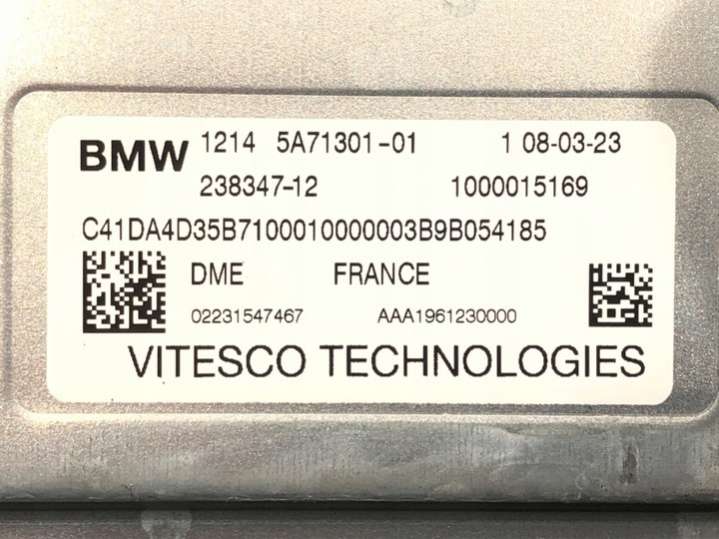 BMW 1214 5A71301-01 1 08-03-23
238347-12 1000015169
C41DA4D35B7100010000003B9B054185
DME FRANCE
02231547467 AAA1961230000
VITESCO TECHNOLOGIES